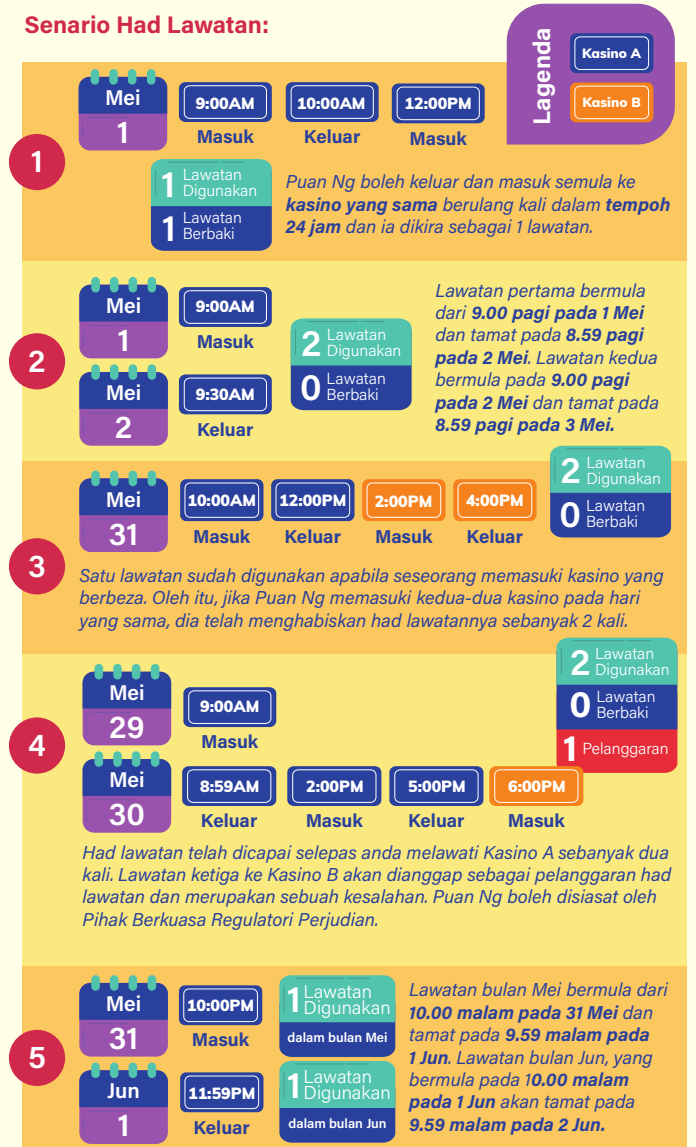 Senario Had Lawatan:
Lagenda
Kasino A
Kasino B
1
Mei
1
9:00AM
Masuk
10:00AM
Keluar
12:00PM
Masuk
1 Lawatan
Digunakan
1 Lawatan
Berbaki
Puan Ng boleh keluar dan masuk semula ke
kasino yang sama berulang kali dalam tempoh
24 jam dan ia dikira sebagai 1 lawatan.
2
Mei
1
9:00AM
Masuk
Mei
2
9:30AM
Keluar
2 Lawatan
Digunakan
0 Lawatan
Berbaki
Lawatan pertama bermula
dari 9.00 pagi pada 1 Mei
dan tamat pada 8.59 pagi
pada 2 Mei. Lawatan kedua
bermula pada 9.00 pagi
pada 2 Mei dan tamat pada
8.59 pagi pada 3 Mei.
3
Mei
31
10:00AM
Masuk
12:00PM
Keluar
2:00PM
Masuk
4:00PM
Keluar
2 Lawatan
Digunakan
0 Lawatan
Berbaki
Satu lawatan sudah digunakan apabila seseorang memasuki kasino yang
berbeza. Oleh itu, jika Puan Ng memasuki kedua-dua kasino pada hari
yang sama, dia telah menghabiskan had lawatannya sebanyak 2 kali.
4
Mei
29
9:00AM
Masuk
Mei
30
8:59AM
Keluar
2:00PM
Masuk
5:00PM
Keluar
6:00PM
Masuk
2 Lawatan
Digunakan
0 Lawatan
Berbaki
1 Pelanggaran
Had lawatan telah dicapai selepas anda melawati Kasino A sebanyak dua
kali. Lawatan ketiga ke Kasino B akan dianggap sebagai pelanggaran had
lawatan dan merupakan sebuah kesalahan. Puan Ng boleh disiasat oleh
Pihak Berkuasa Regulatori Perjudian.
5
Mei
31
10:00PM
Masuk
1 Lawatan
Digunakan
dalam bulan Mei
Jun
1
11:59PM
Keluar
1 Lawatan
Digunakan
dalam bulan Jun
Lawatan bulan Mei bermula dari
10.00 malam pada 31 Mei dan
tamat pada 9.59 malam pada
1 Jun. Lawatan bulan Jun, yang
bermula pada 10.00 malam
pada 1 Jun akan tamat pada
9.59 malam pada 2 Jun.